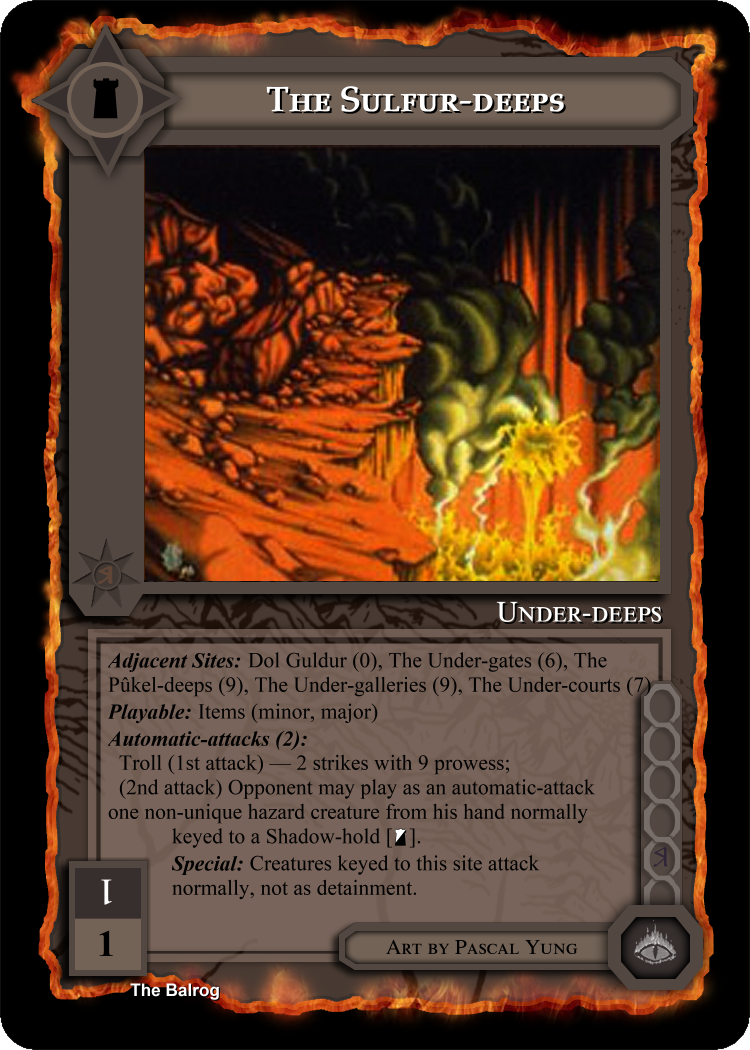 The Sulfur-deeps
Under-deeps
Adjacent Sites: Dol Guldur (0), The Under-gates (6), The
Pûkel-deeps (9), The Under-galleries (9), The Under-courts (7)
Playable: Items (minor, major)
Automatic-attacks (2):
Troll (1st attack) — 2 strikes with 9 prowess;
(2nd attack) Opponent may play as an automatic-attack
one non-unique hazard creature from his hand normally
keyed to a Shadow-hold [ ].
Special: Creatures keyed to this site attack
normally, not as detainment.
1
1
Art by Pascal Yung
The Balrog